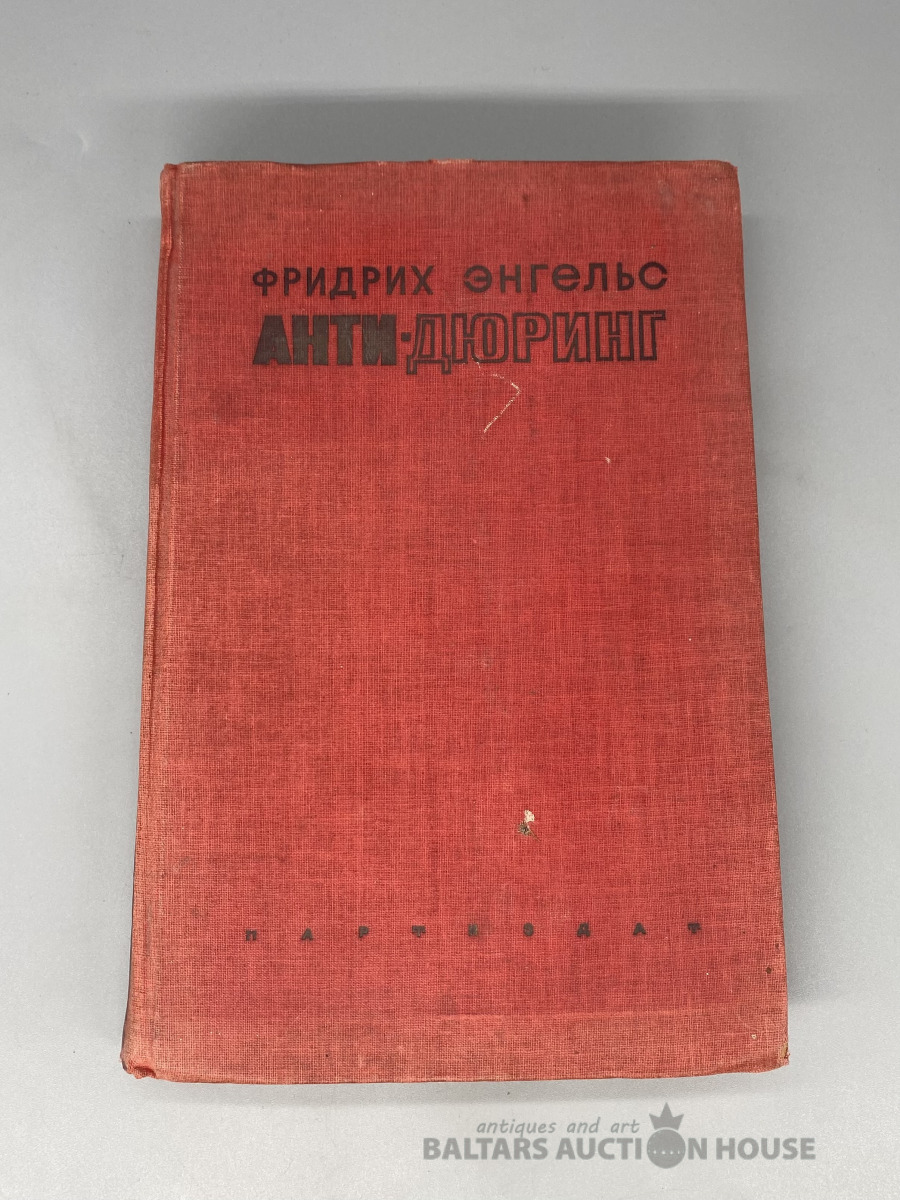 ФРИДРИХ ЭНГЕЛЬС
АНТИ-ДЮРИНГ
ПАРТИЗДАТ
antiques and art
BALTARS AUCTION HOUSE